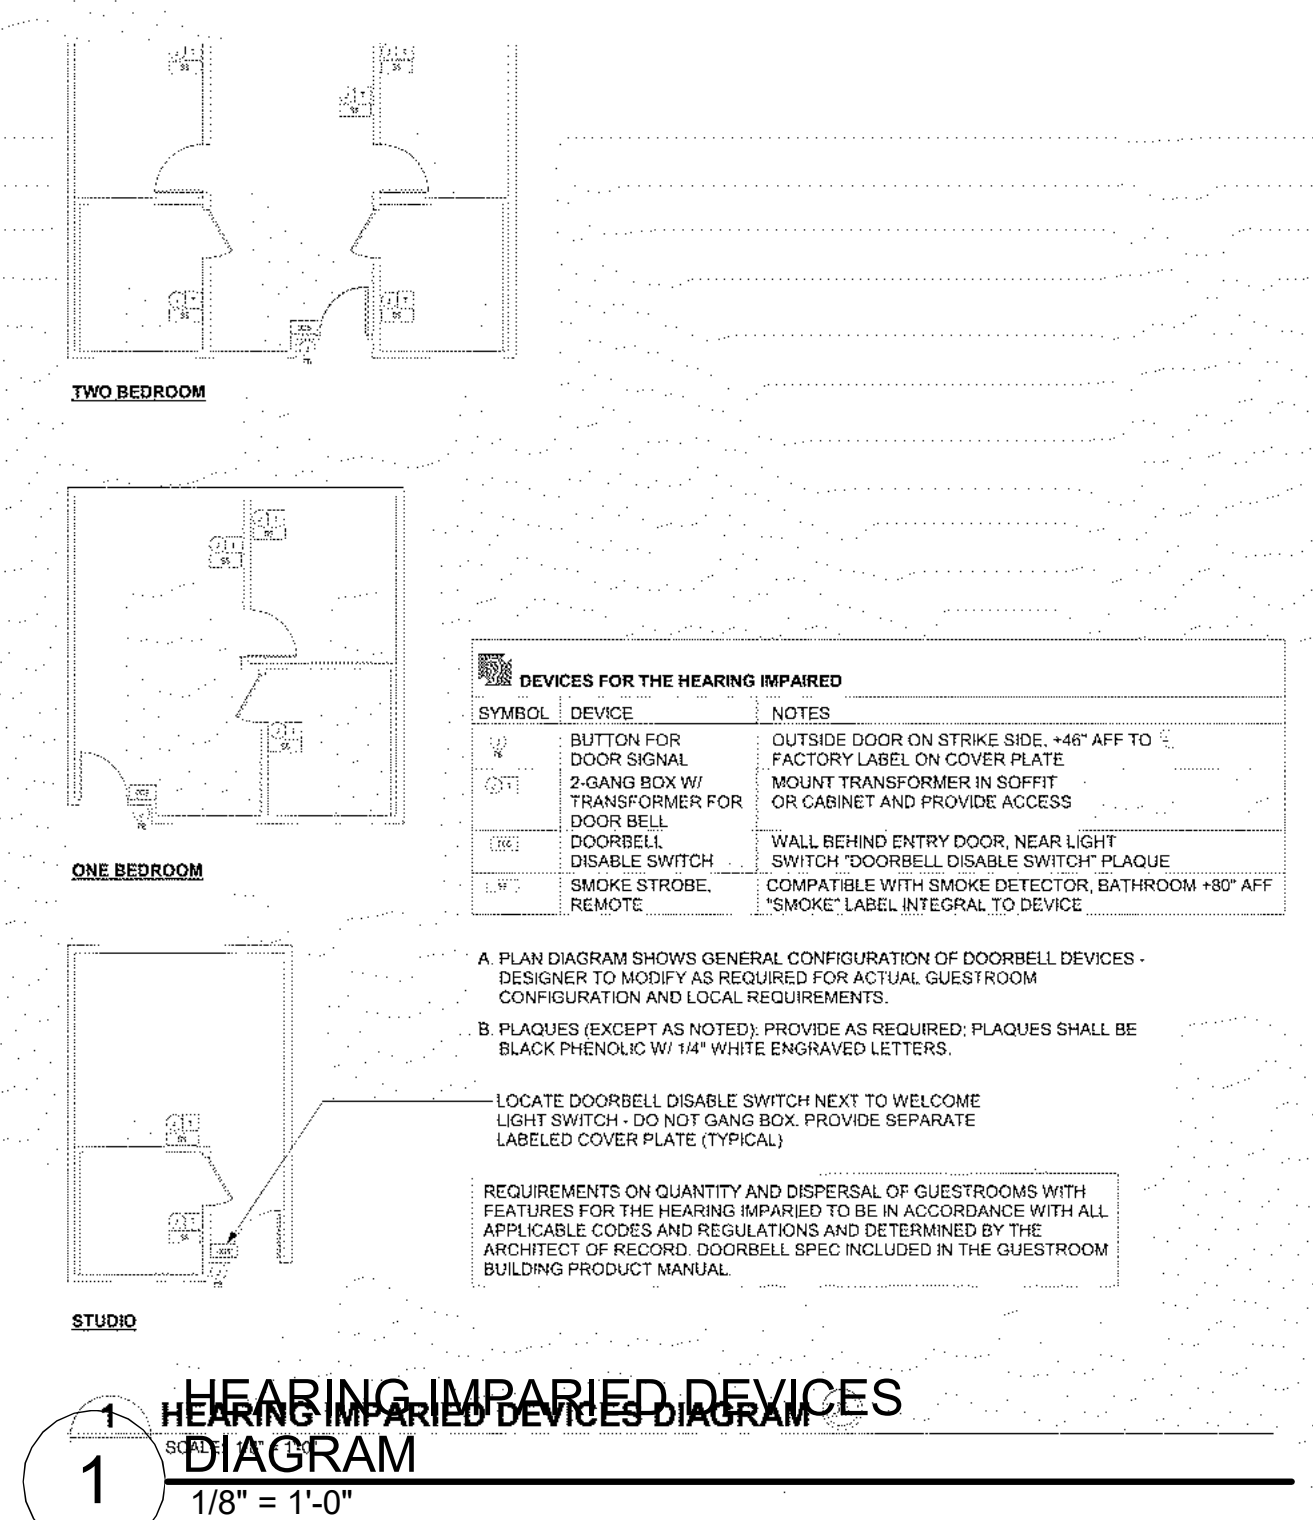 TWO BEDROOM
ONE BEDROOM
DEVICES FOR THE HEARING IMPAIRED
SYMBOL DEVICE NOTES
BUTTON FOR
DOOR SIGNAL
OUTSIDE DOOR ON STRIKE SIDE, +46" AFF TO
FACTORY LABEL ON COVER PLATE
2-GANG BOX W/
TRANSFORMER FOR
DOOR BELL
MOUNT TRANSFORMER IN SOFFIT
OR CABINET AND PROVIDE ACCESS
DOORBELL
DISABLE SWITCH
WALL BEHIND ENTRY DOOR, NEAR LIGHT
SWITCH "DOORBELL DISABLE SWITCH" PLAQUE
SMOKE STROBE,
REMOTE
COMPATIBLE WITH SMOKE DETECTOR, BATHROOM +80" AFF
"SMOKE" LABEL INTEGRAL TO DEVICE
A. PLAN DIAGRAM SHOWS GENERAL CONFIGURATION OF DOORBELL DEVICES -
DESIGNER TO MODIFY AS REQUIRED FOR ACTUAL GUESTROOM
CONFIGURATION AND LOCAL REQUIREMENTS.
B. PLAQUES (EXCEPT AS NOTED): PROVIDE AS REQUIRED; PLAQUES SHALL BE
BLACK PHENOLIC W/ 1/4" WHITE ENGRAVED LETTERS.
LOCATE DOORBELL DISABLE SWITCH NEXT TO WELCOME
LIGHT SWITCH - DO NOT GANG BOX. PROVIDE SEPARATE
LABELED COVER PLATE (TYPICAL)
REQUIREMENTS ON QUANTITY AND DISPERSAL OF GUESTROOMS WITH
FEATURES FOR THE HEARING IMPARIED TO BE IN ACCORDANCE WITH ALL
APPLICABLE CODES AND REGULATIONS AND DETERMINED BY THE
ARCHITECT OF RECORD. DOORBELL SPEC INCLUDED IN THE GUESTROOM
BUILDING PRODUCT MANUAL.
STUDIO
1 HEARING IMPARIED DEVICES DIAGRAM
SCALE: 1/8" = 1'-0"
1
HEARING IMPARIED DEVICES
DIAGRAM
1/8" = 1'-0"